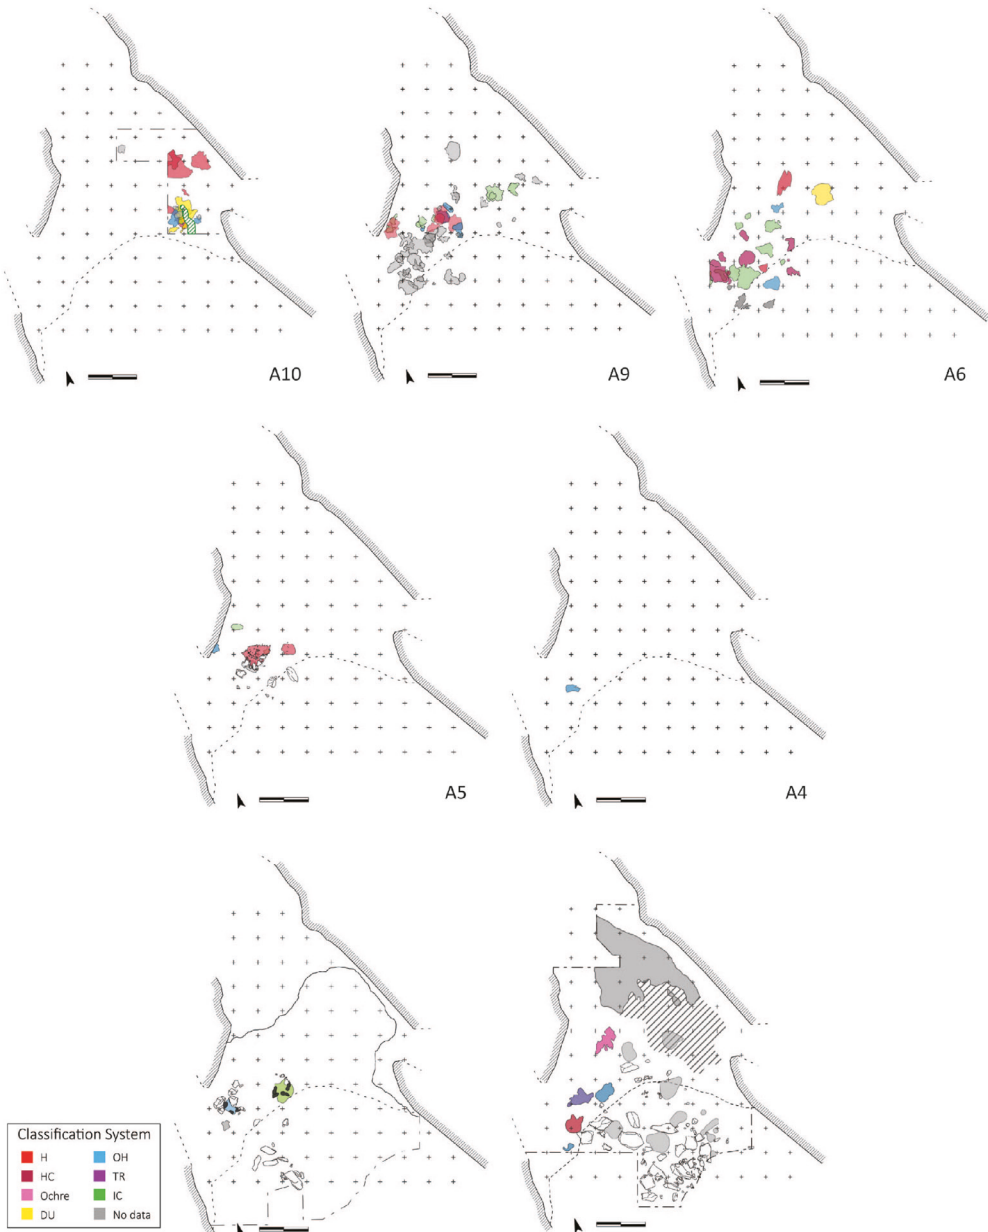 A10
A9
A6
A5
A4
Classification System
H
OH
HC
TR
Ochre
IC
DU
No data